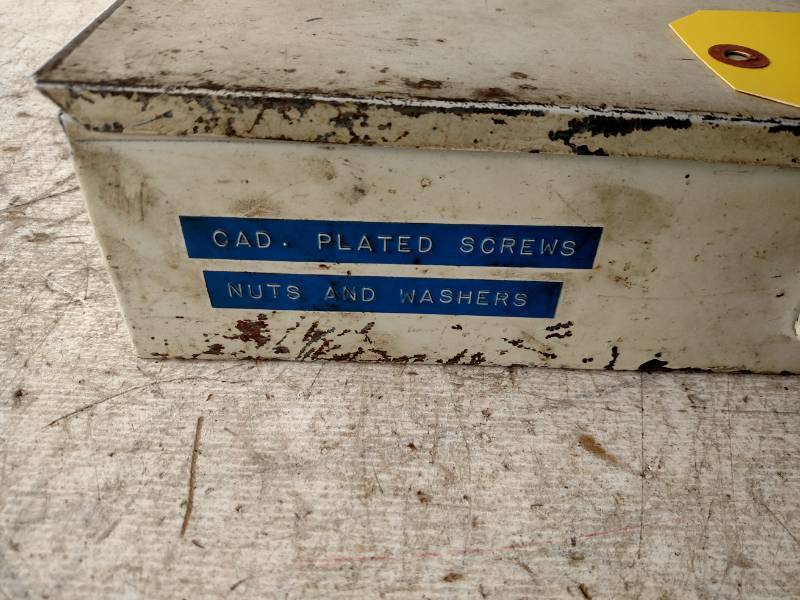 CAD. PLATED SCREWS
NUTS AND WASHERS